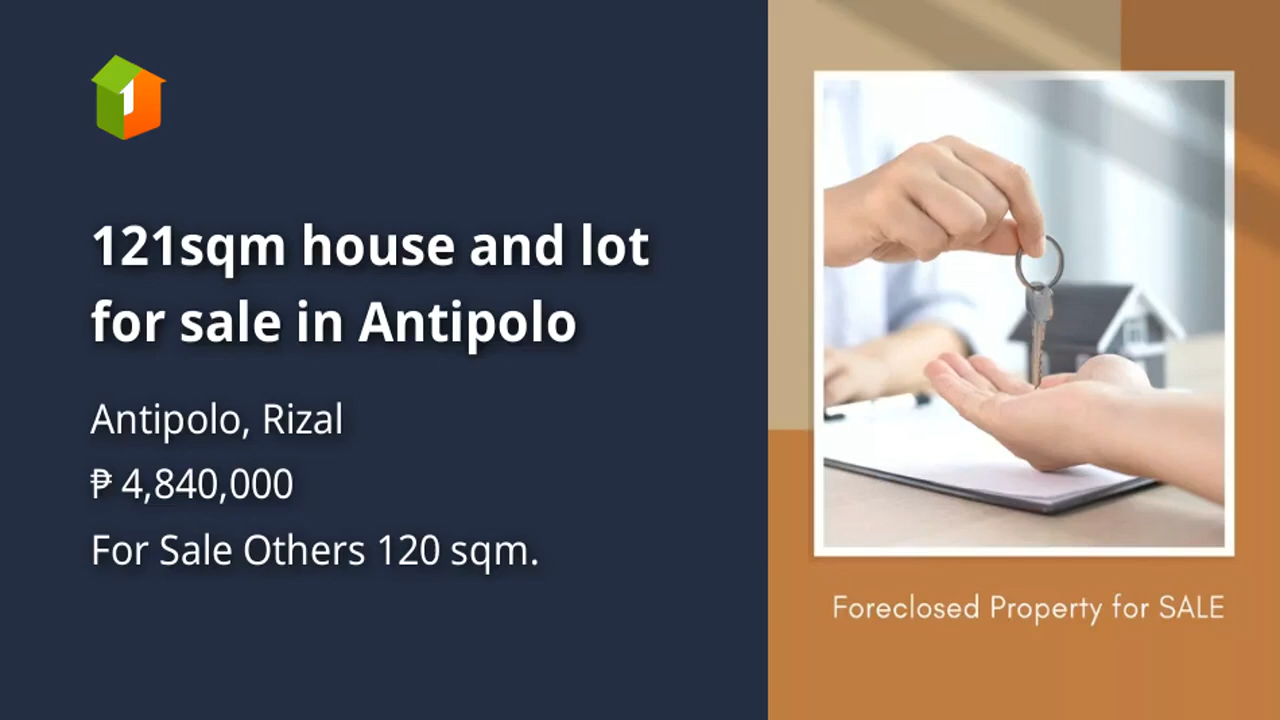 121sqm house and lot
for sale in Antipolo
Antipolo, Rizal
₱ 4,840,000
For Sale Others 120 sqm.
Foreclosed Property for SALE